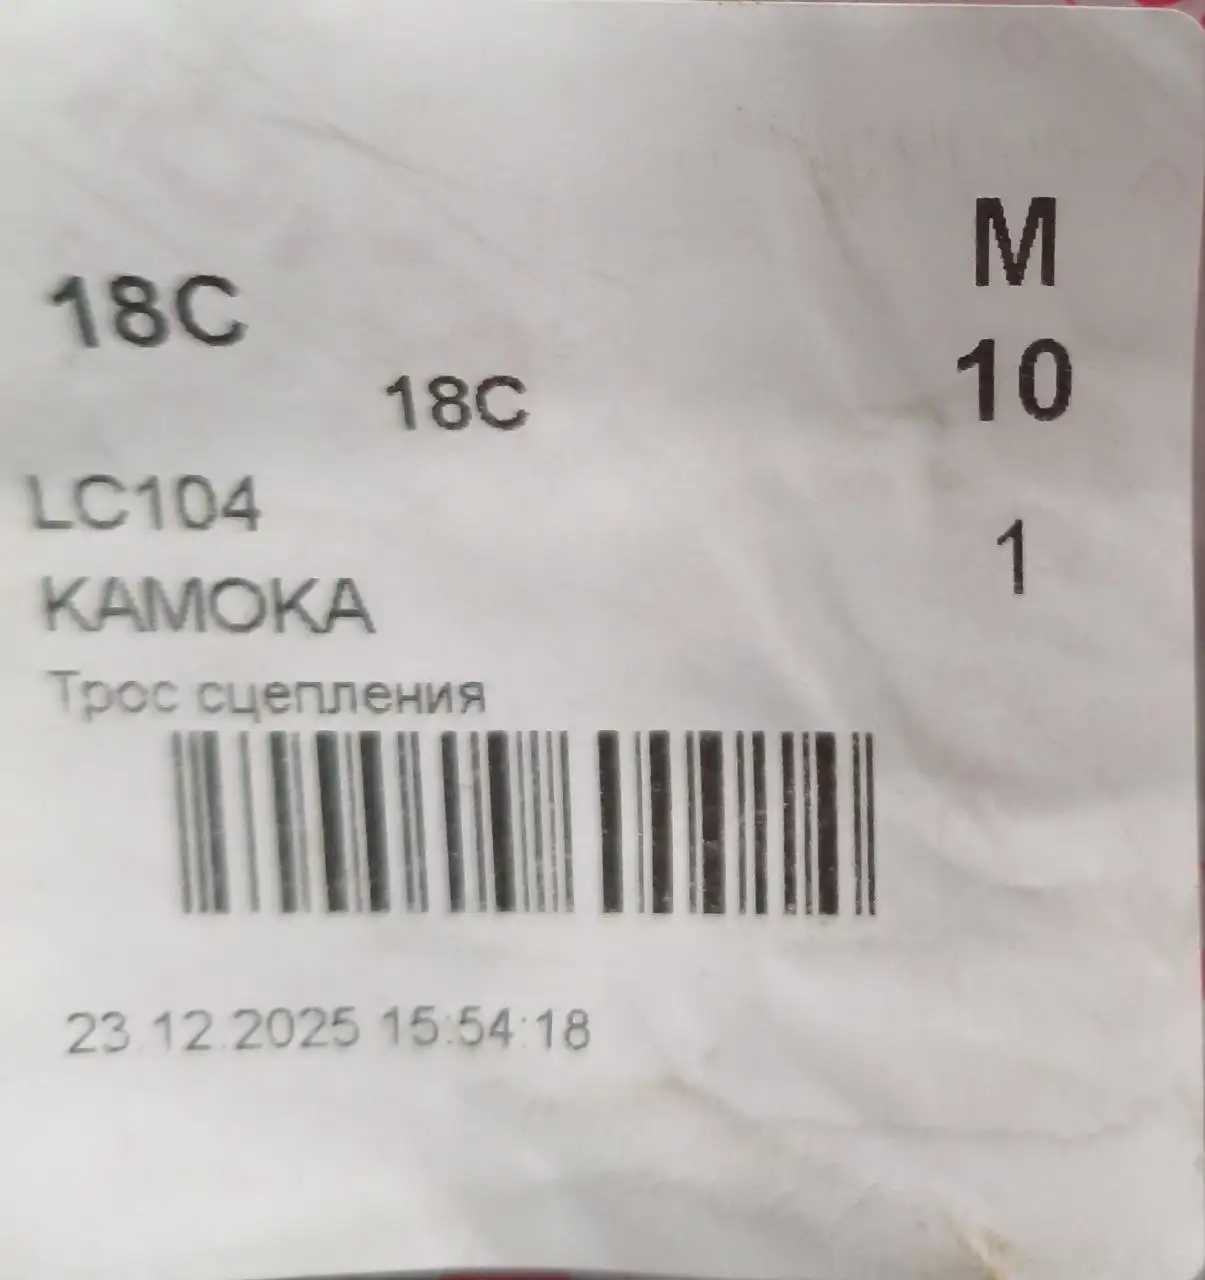 M
18C
10
18C
LC104
1
KAMOKA
Трос сцепления
23.12.2025 15:54:18